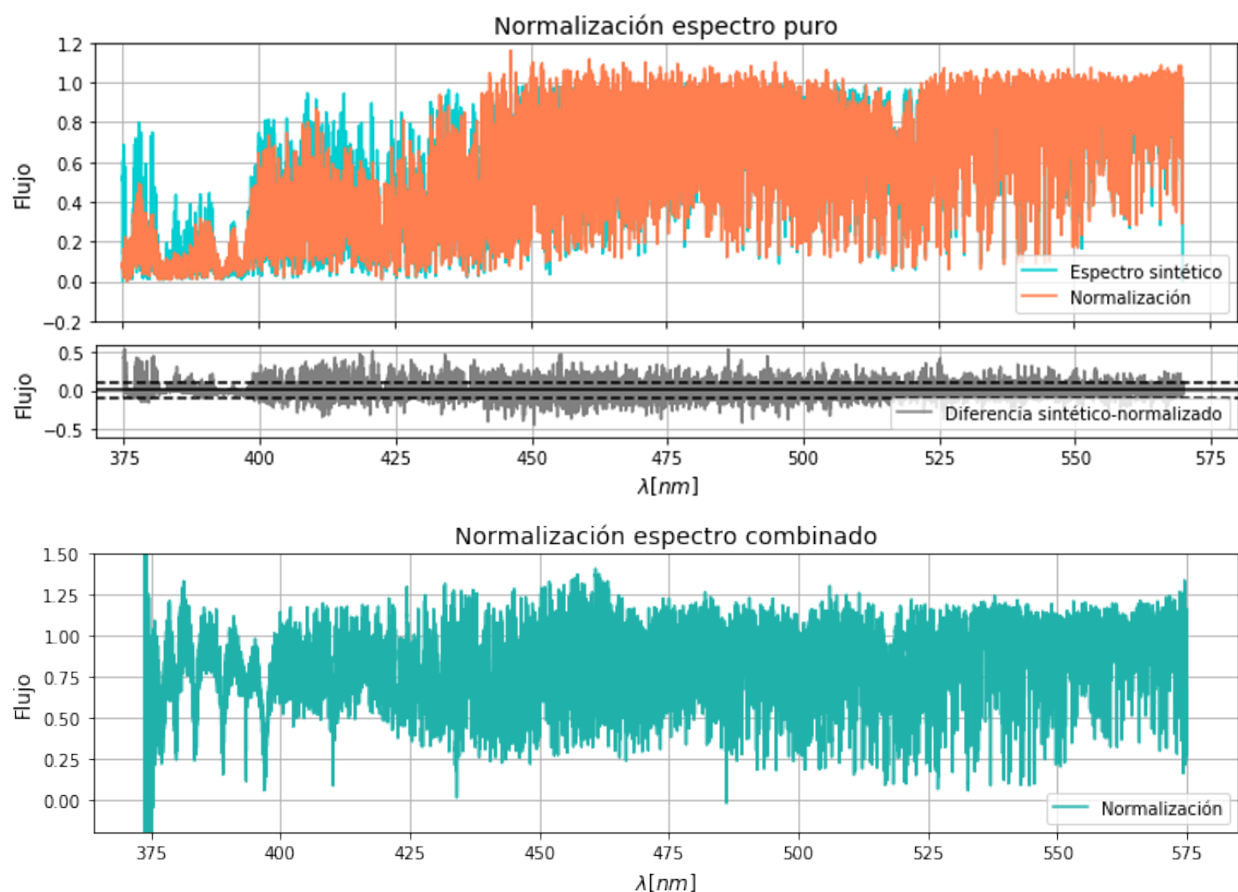 Normalización espectro puro
Flujo
1.2
1.0
0.8
0.6
0.4
0.2
0.0
−0.2
Espectro sintético
Normalización
Flujo
0.5
0.0
−0.5
Diferencia sintético-normalizado
375 400 425 450 475 500 525 550 575
λ[nm]
Normalización espectro combinado
Flujo
1.50
1.25
1.00
0.75
0.50
0.25
0.00
Normalización
375 400 425 450 475 500 525 550 575
λ[nm]